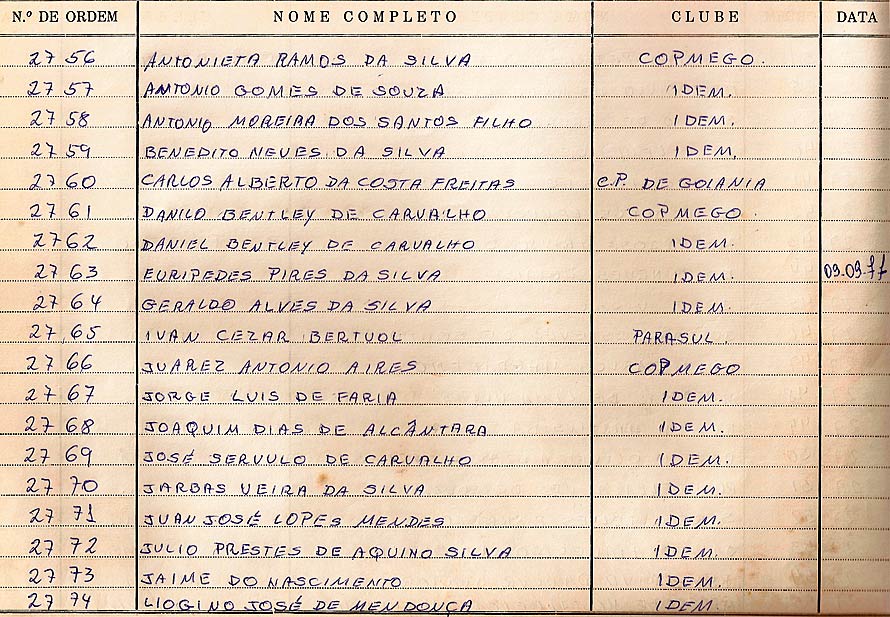 N.º DE ORDEM NOME COMPLETO CLUBE DATA
2756 ANTONIETA RAMOS DA SILVA COPMEGO.
2757 ANTONIO GOMES DE SOUZA IDEM.
2758 ANTONIO MOREIRA DOS SANTOS FILHO IDEM.
2759 BENEDITO NEVES DA SILVA IDEM.
2760 CARLOS ALBERTO DA COSTA FREITAS C.P. DE GOIANIA
2761 DANILO BENTLEY DE CARVALHO COPMEGO.
2762 DANIEL BENTLEY DE CARVALHO IDEM.
2763 EURIPEDES PIRES DA SILVA IDEM. 09.09.77
2764 GERALDO ALVES DA SILVA IDEM.
2765 IVAN CEZAR BERTUOL PARASUL.
2766 JUAREZ ANTONIO AIRES COPMEGO
2767 JORGE LUIS DE FARIA IDEM.
2768 JOAQUIM DIAS DE ALCÂNTARA IDEM.
2769 JOSÉ SERVULO DE CARVALHO IDEM.
2770 JARBAS VEIRA DA SILVA IDEM.
2771 JUAN JOSÉ LOPES MENDES IDEM.
2772 JULIO PRESTES DE AQUINO SILVA IDEM.
2773 JAIME DO NASCIMENTO IDEM.
2774 LIOGINO JOSÉ DE MENDONÇA IDEM.